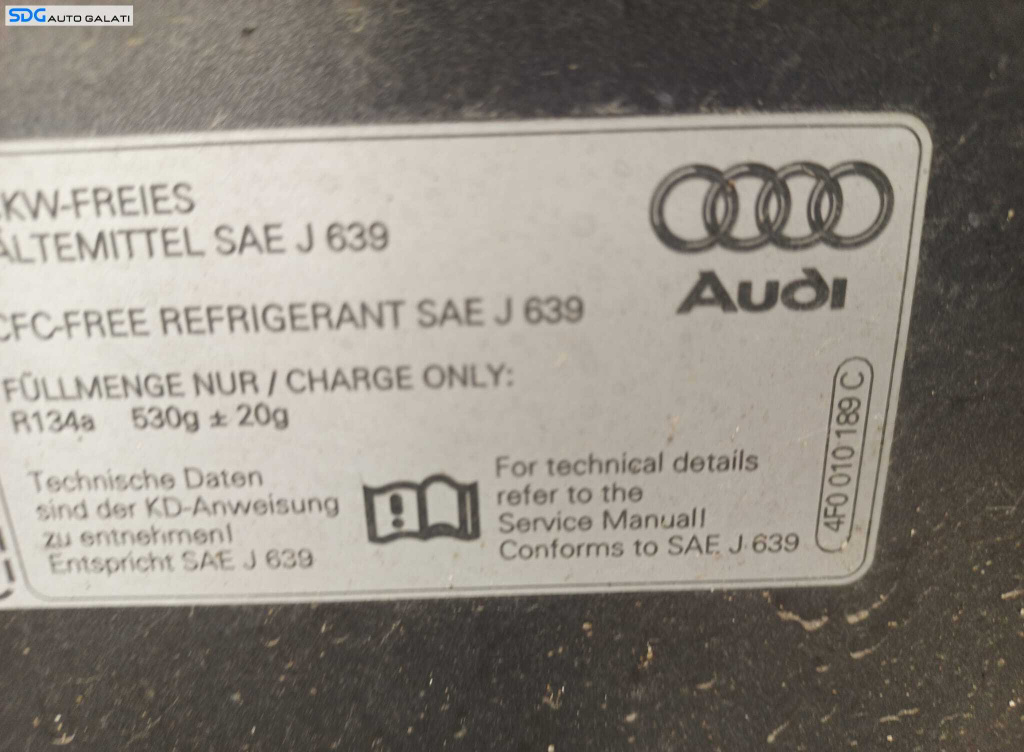 SDG AUTO GALATI
KW-FREIES
ÄLTEMITTEL SAE J 639
CFC-FREE REFRIGERANT SAE J 639
FÜLLMENGE NUR / CHARGE ONLY:
R134a 530g ± 20g
Technische Daten
sind der KD-Anweisung
zu entnehmen!
Entspricht SAE J 639
For technical details
refer to the
Service Manual!
Conforms to SAE J 639
Audi
4F0 010 189 C